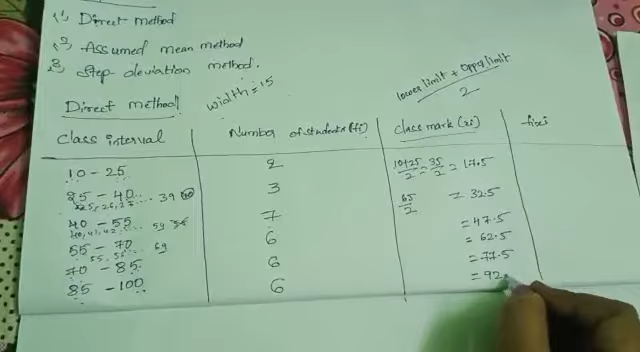 (1) Direct method
(2) Assumed mean method
(3) Step deviation method.
Direct method
width=15
lower limit + upper limit
2
Class interval Number of students (fi) class mark (xi) fixi
10 - 25 2 10+25/2 = 35/2 = 17.5
25 - 40 3 65/2 = 32.5
40 - 55 7 = 47.5
55 - 70 6 = 62.5
70 - 85 6 = 77.5
85 - 100 6 = 92.